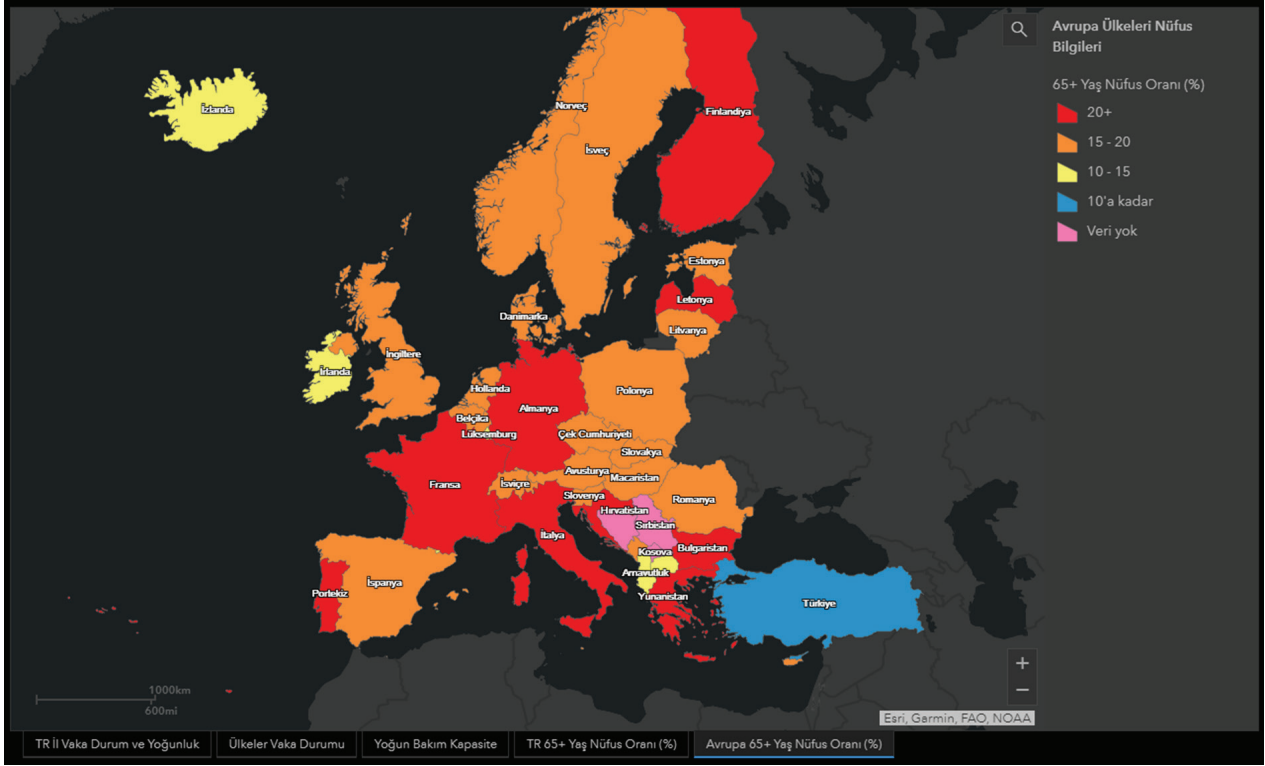 Avrupa Ülkeleri Nüfus
Bilgileri
65+ Yaş Nüfus Oranı (%)
20+
15 - 20
10 - 15
10'a kadar
Veri yok
İzlanda
Norveç
Finlandiya
İsveç
Estonya
Letonya
Litvanya
Danimarka
İngiltere
İrlanda
Hollanda
Polonya
Almanya
Belçika
Lüksemburg
Çek Cumhuriyeti
Slovakya
Avusturya
Macaristan
Fransa
İsviçre
Slovenya
Romanya
Hırvatistan
Sırbistan
İtalya
Kosova
Bulgaristan
Arnavutluk
İspanya
Portekiz
Yunanistan
Türkiye
+
−
1000km
600mi
Esri, Garmin, FAO, NOAA
TR İl Vaka Durum ve Yoğunluk
Ülkeler Vaka Durumu
Yoğun Bakım Kapasite
TR 65+ Yaş Nüfus Oranı (%)
Avrupa 65+ Yaş Nüfus Oranı (%)